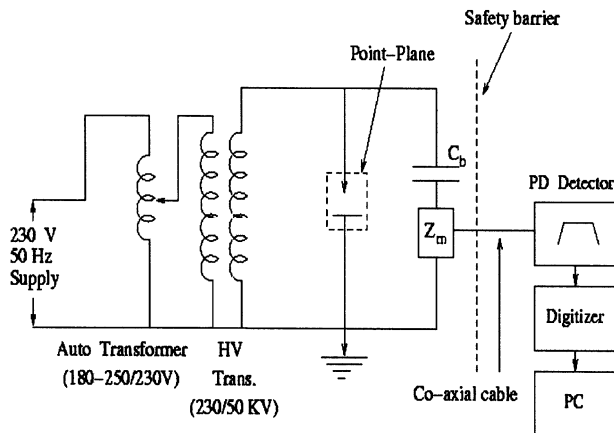 Safety barrier
Point-Plane
C_b
PD Detector
Z_m
230 V
50 Hz
Supply
Digitizer
Auto Transformer
(180-250/230V)
HV
Trans.
(230/50 KV)
Co-axial cable
PC